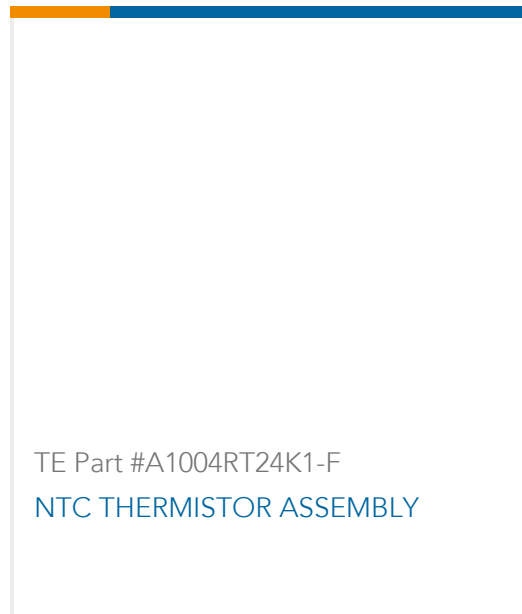 TE Part #A1004RT24K1-F
NTC THERMISTOR ASSEMBLY